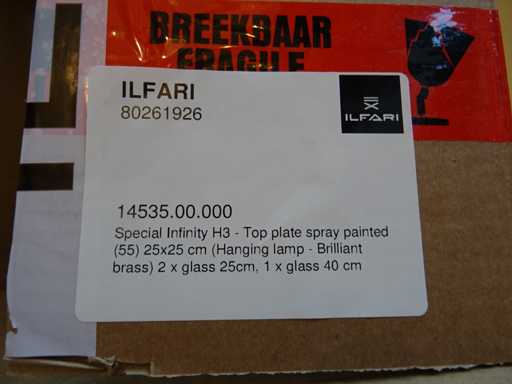 BREEKBAAR
FRAGILE
ILFARI
80261926
ILFARI
14535.00.000
Special Infinity H3 - Top plate spray painted
(55) 25x25 cm (Hanging lamp - Brilliant
brass) 2 x glass 25cm, 1 x glass 40 cm